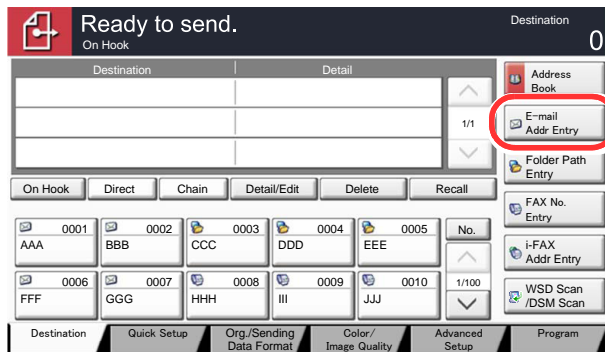 Ready to send.
On Hook
Destination
0
Destination Detail
1/1
Address
Book
E-mail
Addr Entry
Folder Path
Entry
FAX No.
Entry
i-FAX
Addr Entry
WSD Scan
/DSM Scan
On Hook Direct Chain Detail/Edit Delete Recall
0001 0002 0003 0004 0005 No.
AAA BBB CCC DDD EEE
0006 0007 0008 0009 0010 1/100
FFF GGG HHH III JJJ
Destination Quick Setup Org./Sending Color/ Advanced Program
Data Format Image Quality Setup